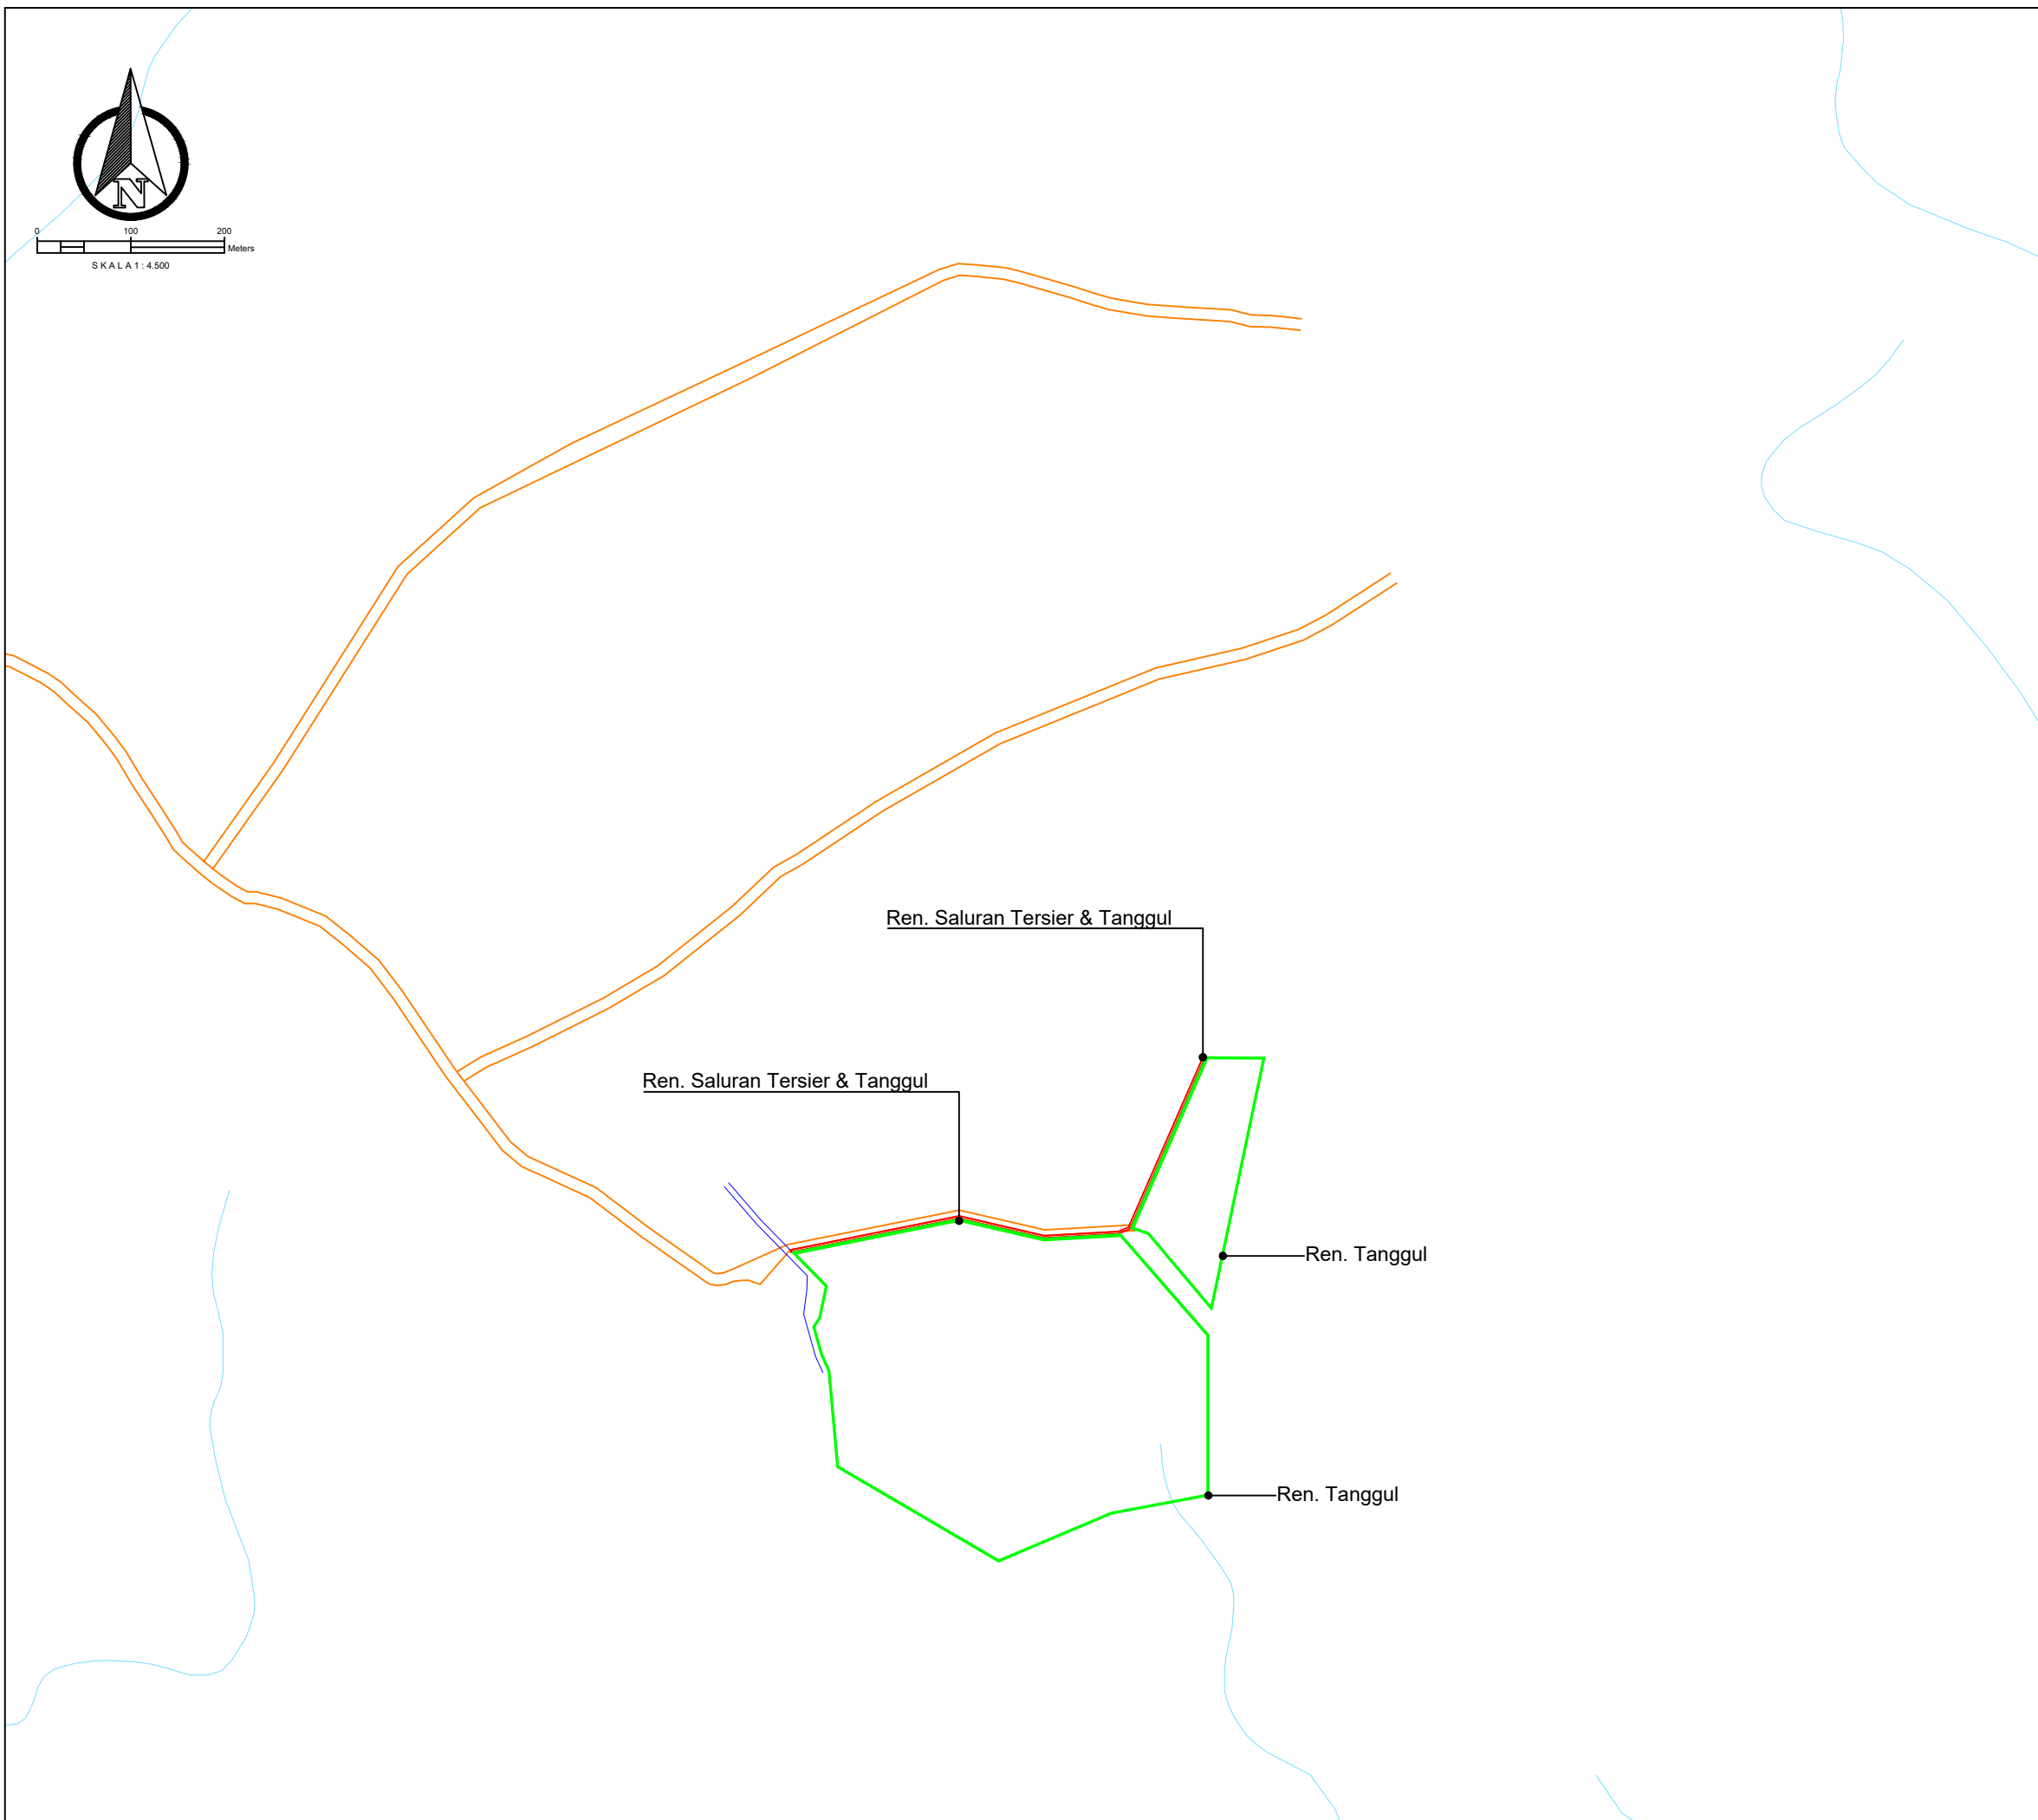 N
0 100 200
Meters
S K A L A 1 : 4.500
Ren. Saluran Tersier & Tanggul
Ren. Saluran Tersier & Tanggul
Ren. Tanggul
Ren. Tanggul